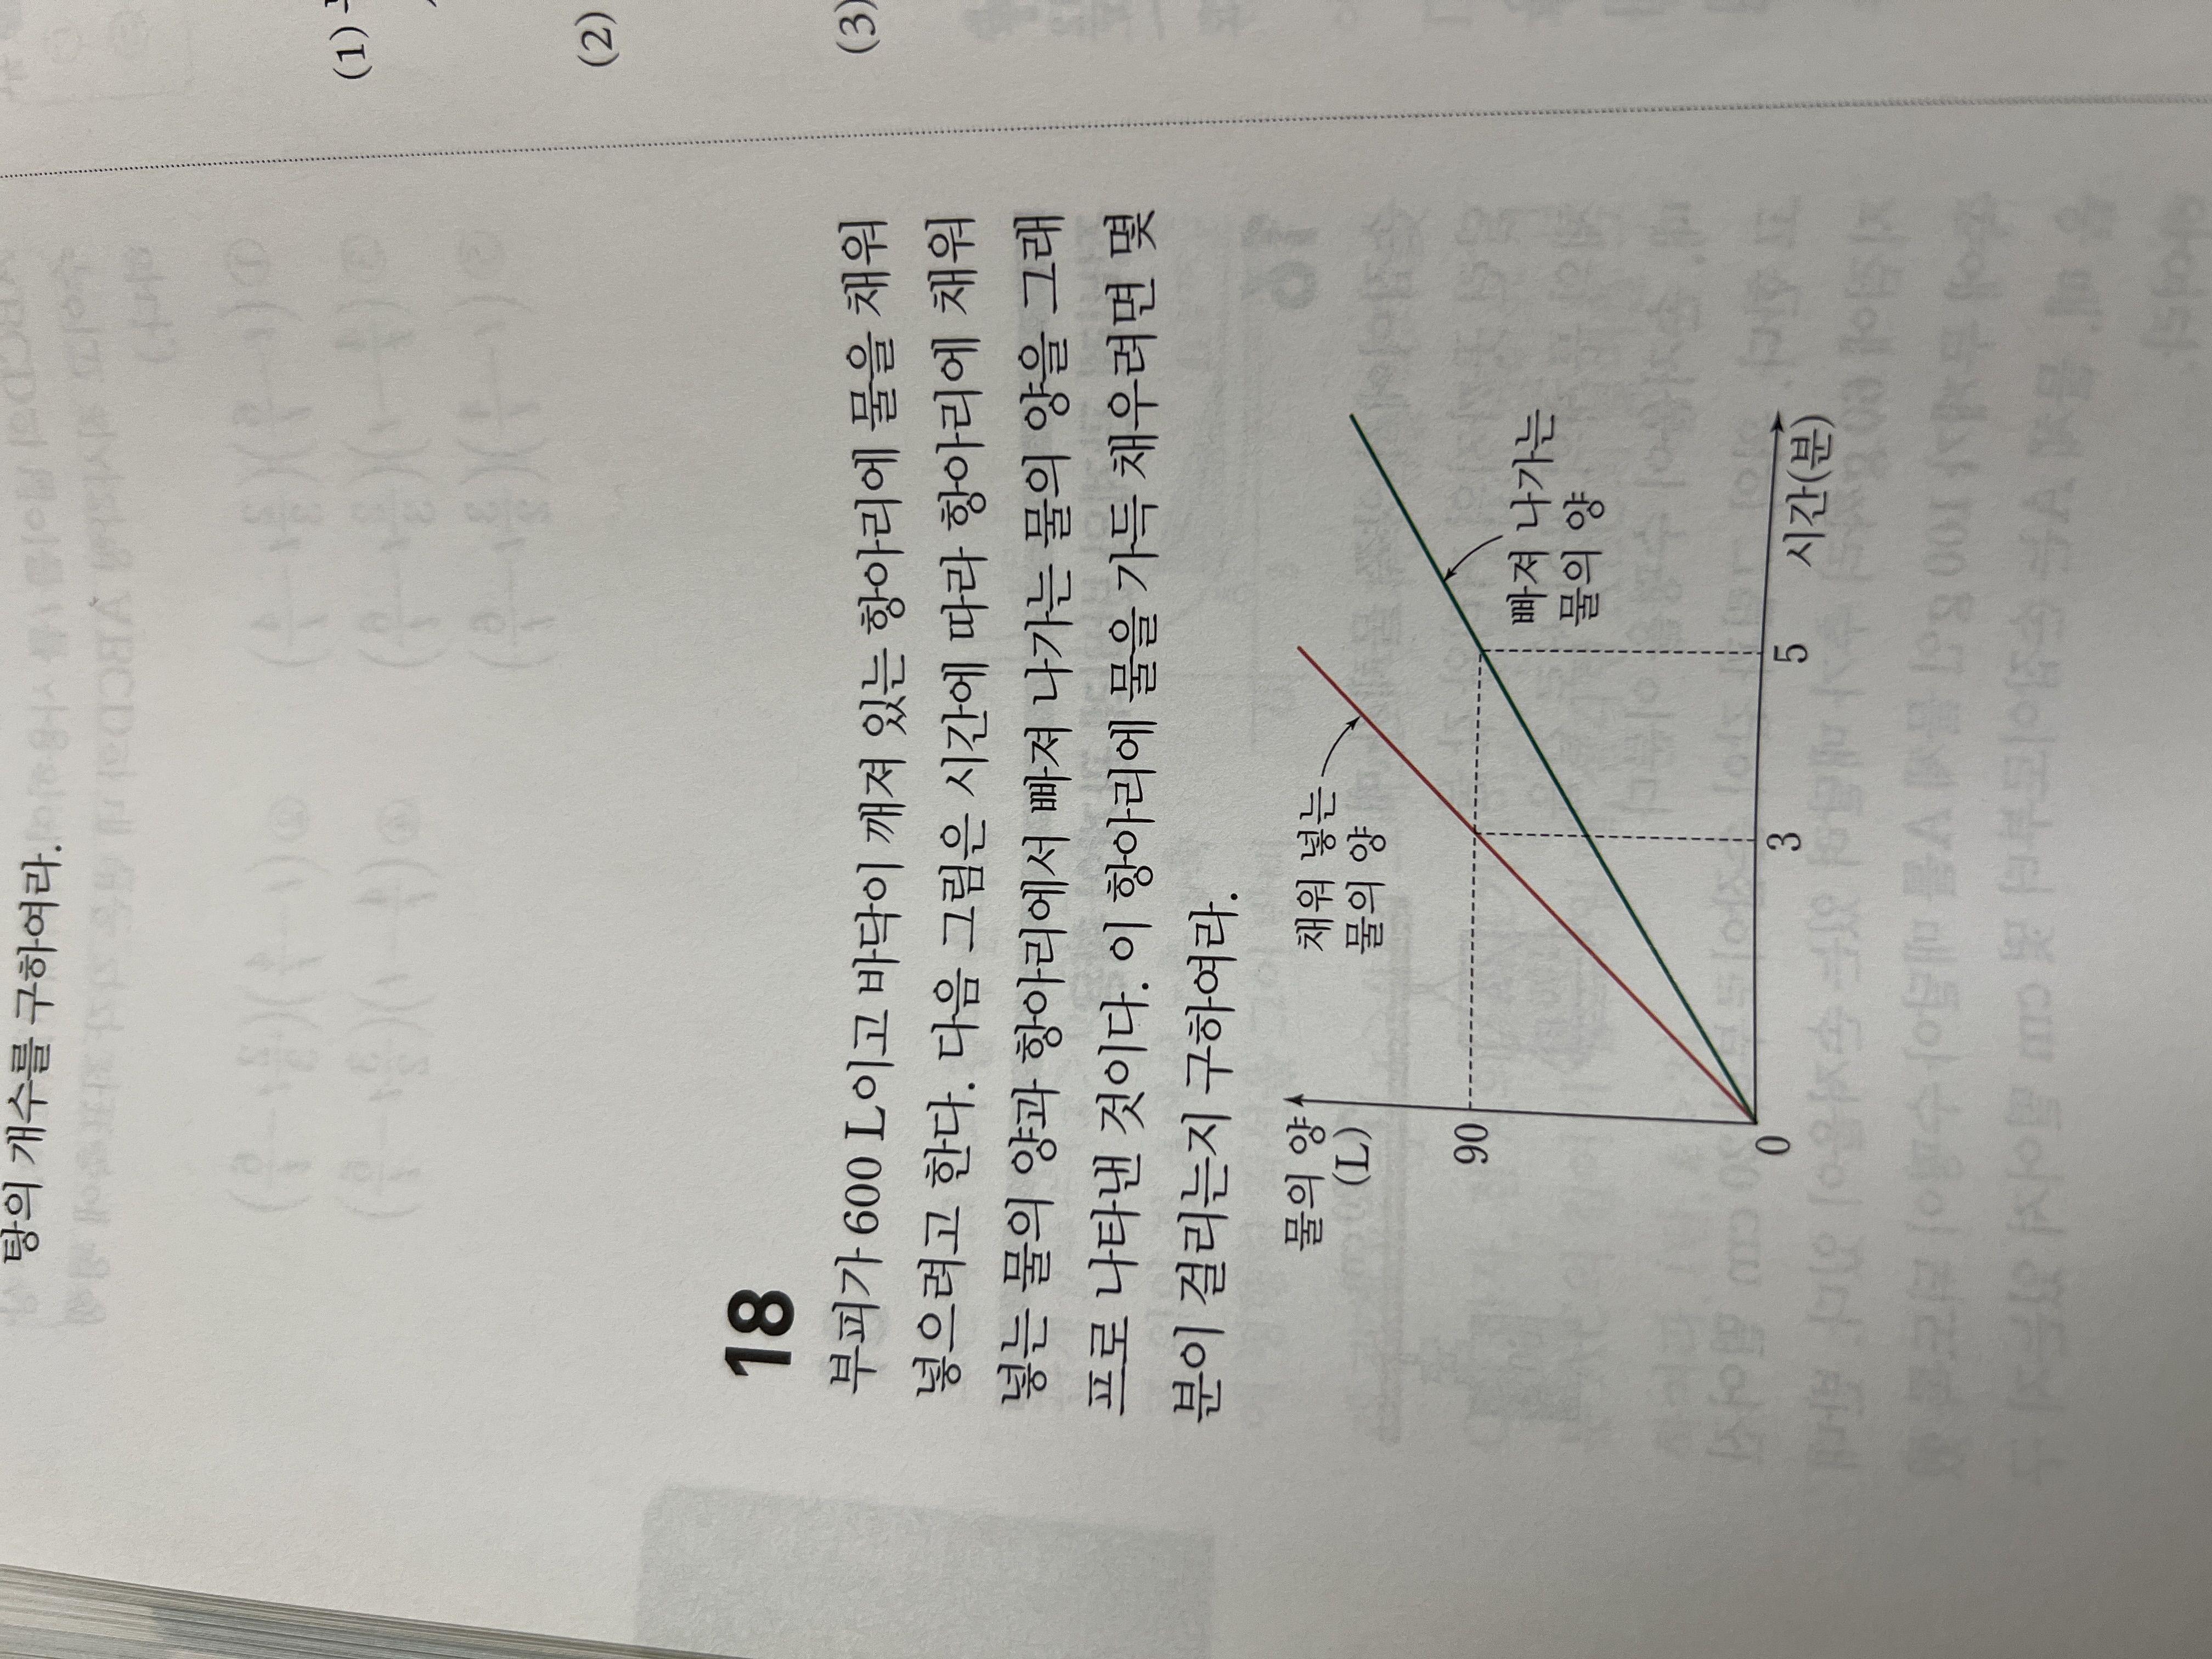 탕의 개수를 구하여라.
18
부피가 600 L이고 바닥이 깨져 있는 항아리에 물을 채워
넣으려고 한다. 다음 그림은 시간에 따라 항아리에 채워
넣는 물의 양과 항아리에서 빠져 나가는 물의 양을 그래
프로 나타낸 것이다. 이 항아리에 물을 가득 채우려면 몇
분이 걸리는지 구하여라.
물의 양
(L)
채워 넣는
물의 양
90
빠져 나가는
물의 양
0
3
5
시간(분)
(1)
(2)
(3)